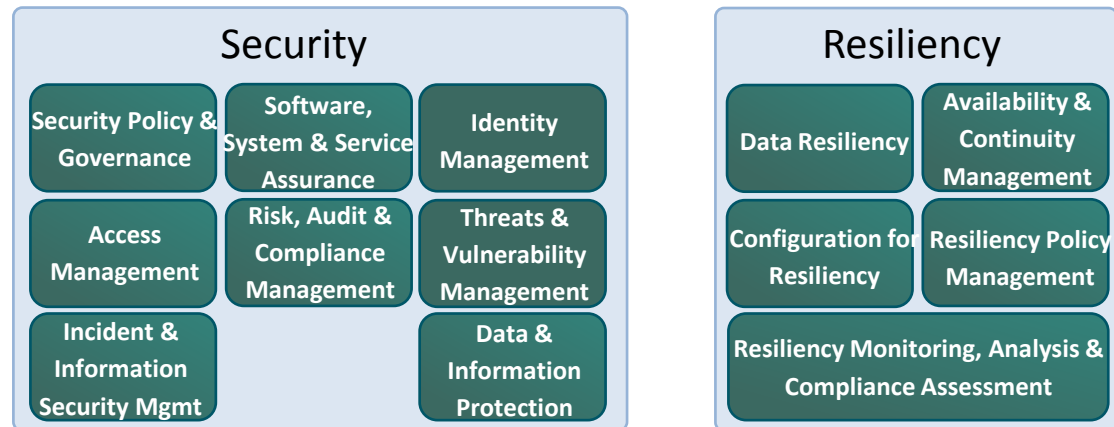 Security
Security Policy &
Governance
Software,
System & Service
Assurance
Identity
Management
Access
Management
Risk, Audit &
Compliance
Management
Threats &
Vulnerability
Management
Incident &
Information
Security Mgmt
Data &
Information
Protection
Resiliency
Data Resiliency
Availability &
Continuity
Management
Configuration for
Resiliency
Resiliency Policy
Management
Resiliency Monitoring, Analysis &
Compliance Assessment